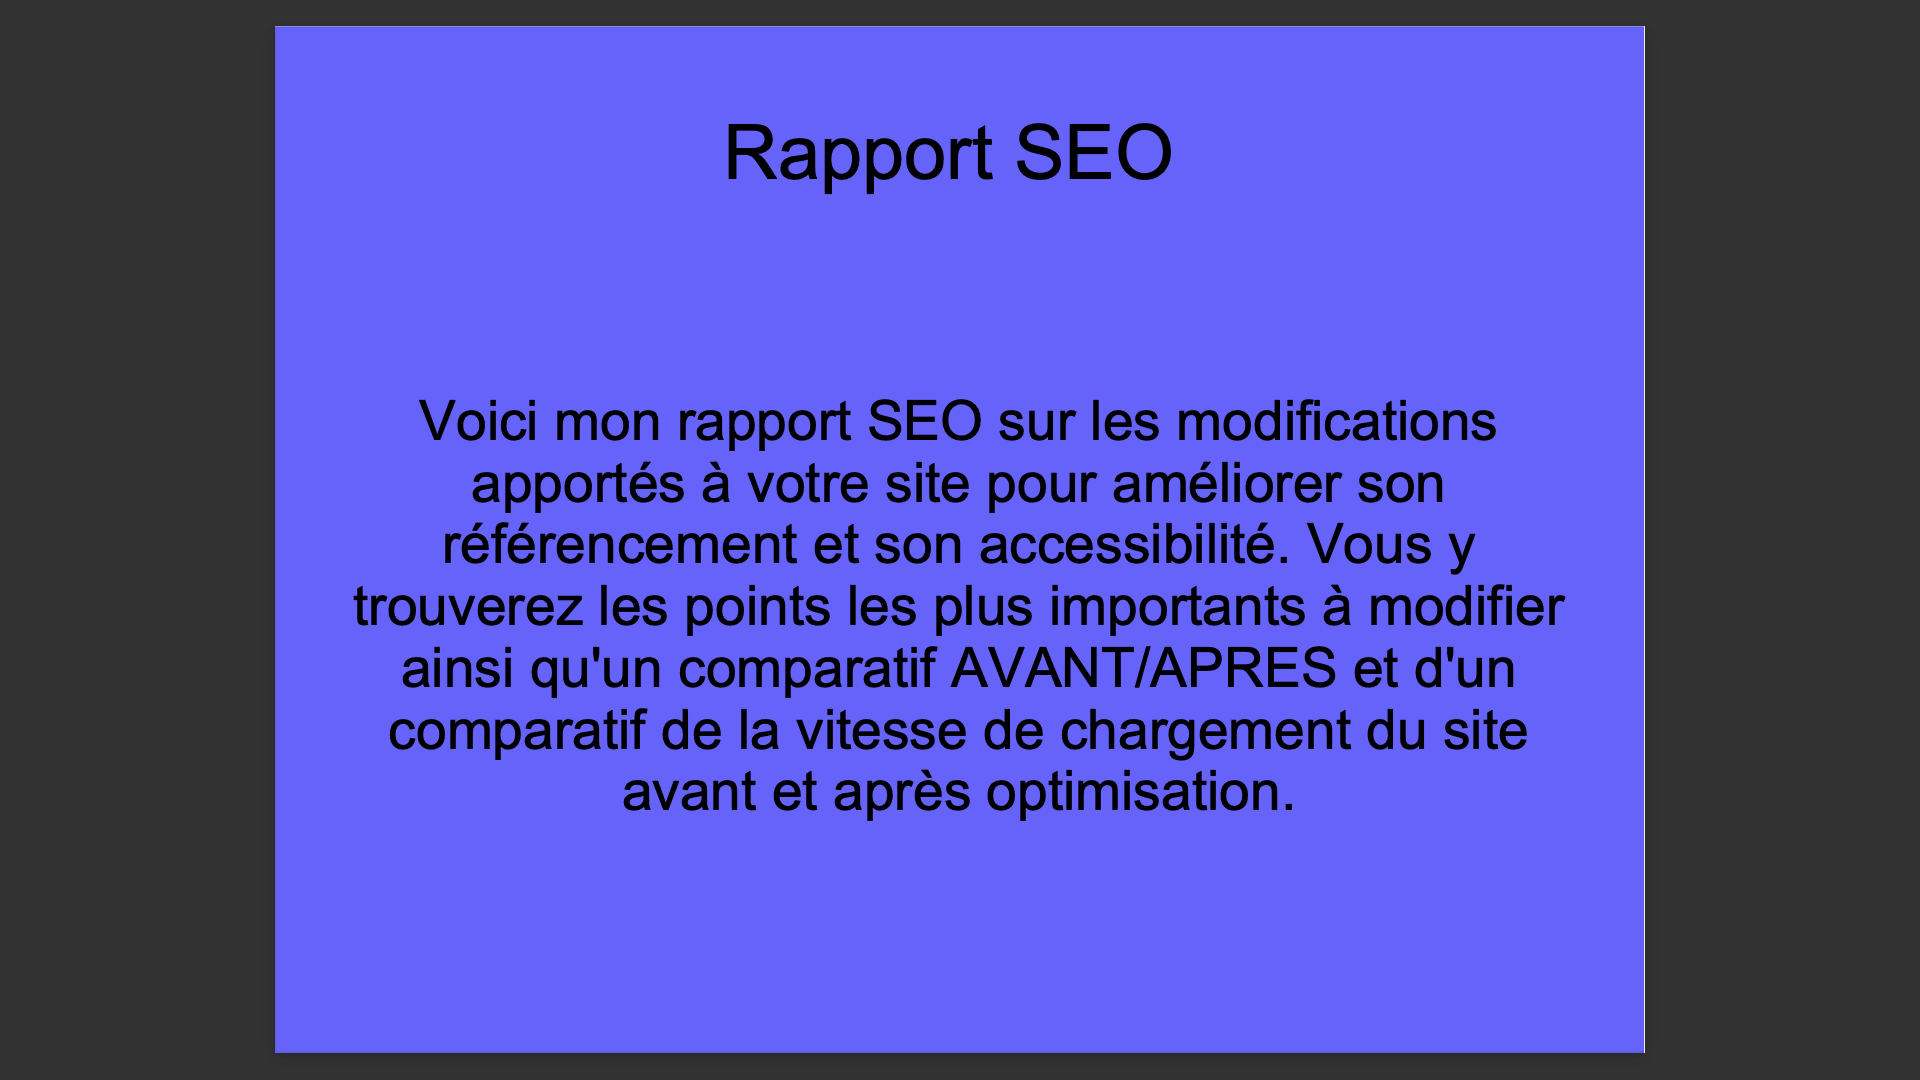 Rapport SEO
Voici mon rapport SEO sur les modifications
apportés à votre site pour améliorer son
référencement et son accessibilité. Vous y
trouverez les points les plus importants à modifier
ainsi qu'un comparatif AVANT/APRES et d'un
comparatif de la vitesse de chargement du site
avant et après optimisation.